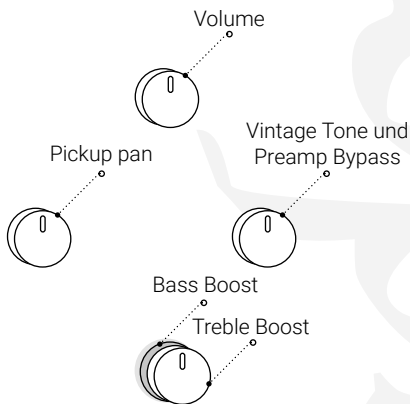 Volume
Pickup pan
Vintage Tone und
Preamp Bypass
Bass Boost
Treble Boost